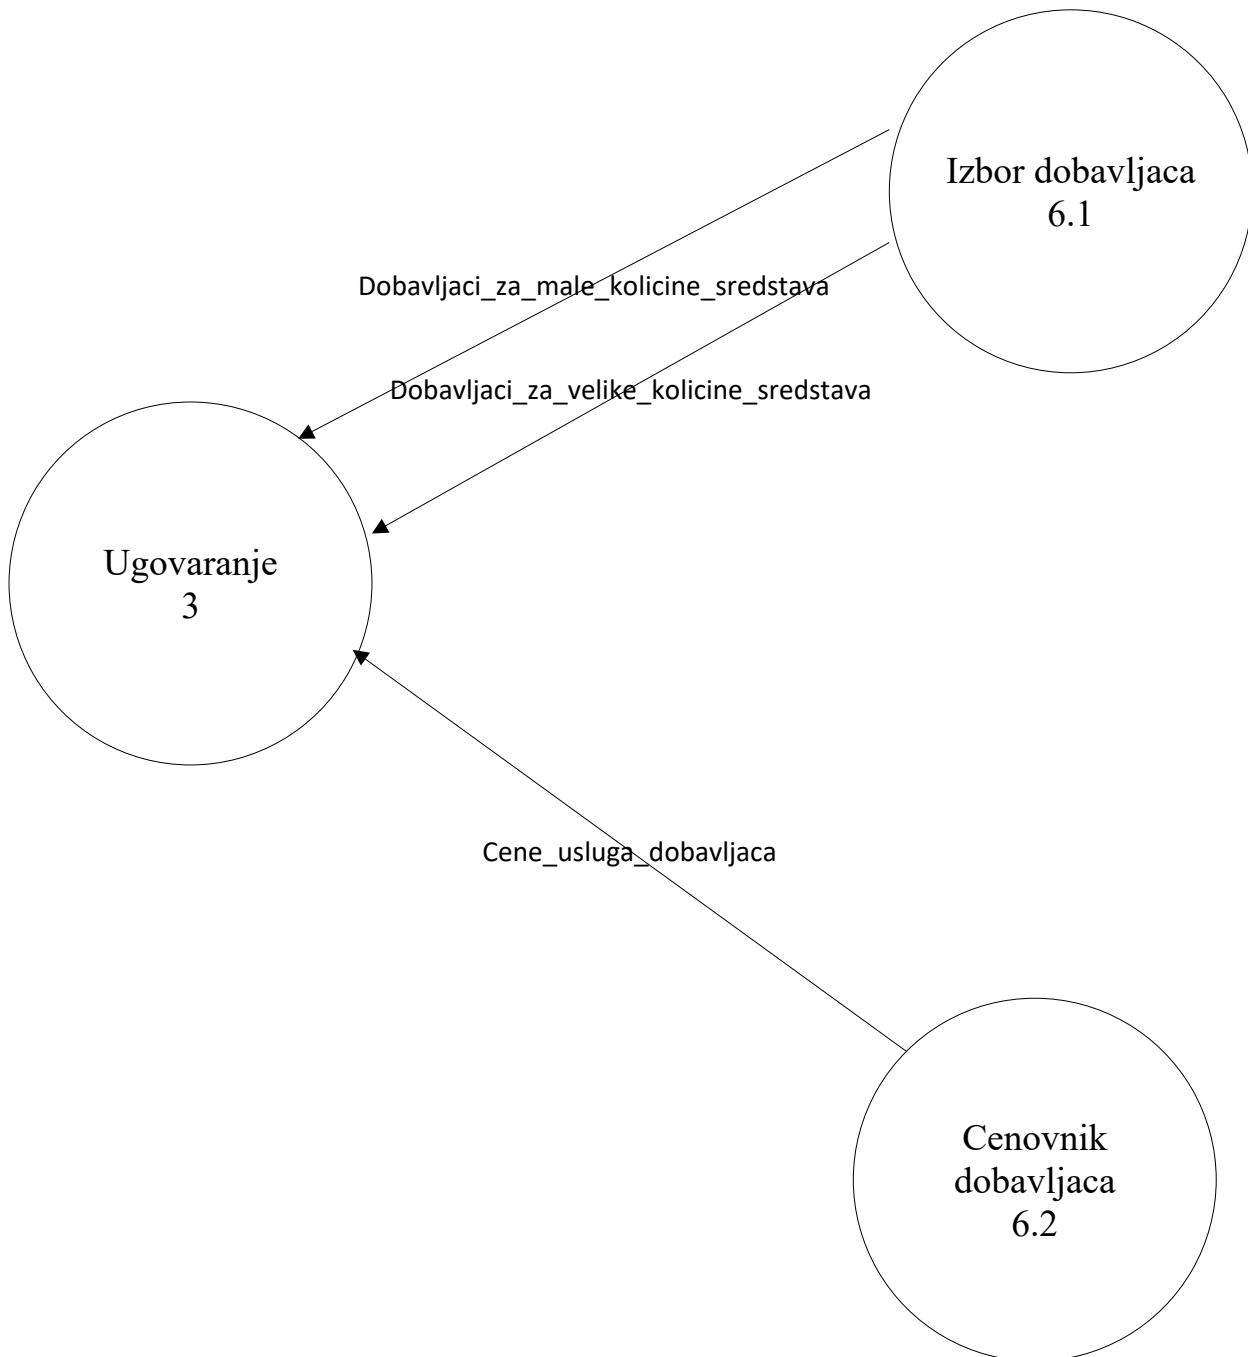 Izbor dobavljaca
6.1
Dobavljaci_za_male_kolicine_sredstava
Dobavljaci_za_velike_kolicine_sredstava
Ugovaranje
3
Cene_usluga_dobavljaca
Cenovnik
dobavljaca
6.2